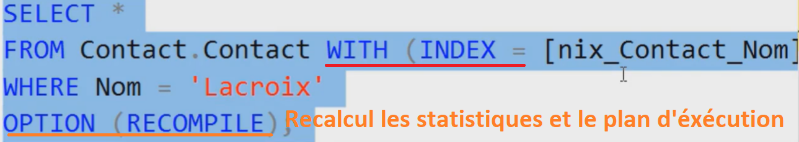 SELECT *
FROM Contact.Contact WITH (INDEX = [nix_Contact_Nom]
WHERE Nom = 'Lacroix'
OPTION (RECOMPILE), Recalcul les statistiques et le plan d'éxécution